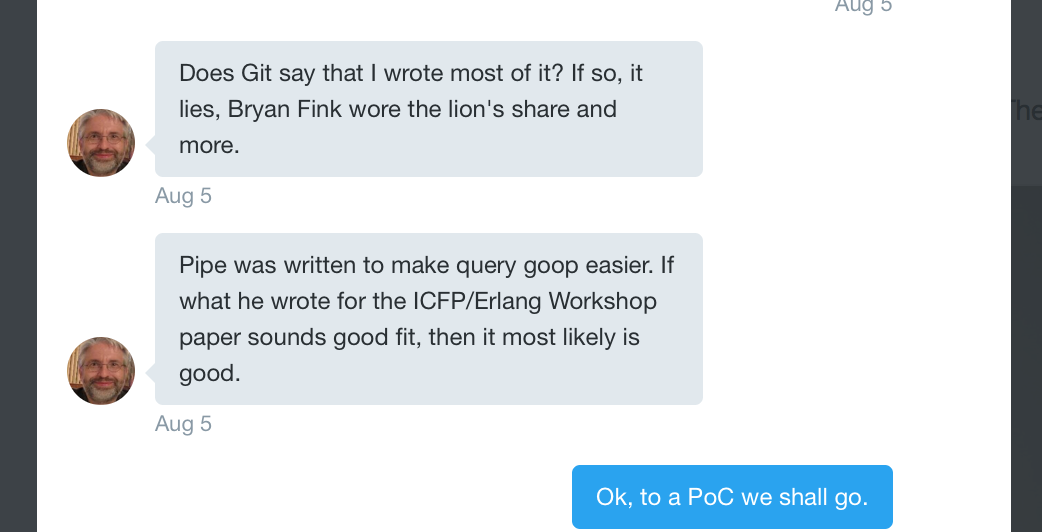 Aug 5
Does Git say that I wrote most of it? If so, it
lies, Bryan Fink wore the lion's share and
more.
Aug 5
Pipe was written to make query goop easier. If
what he wrote for the ICFP/Erlang Workshop
paper sounds good fit, then it most likely is
good.
Aug 5
Ok, to a PoC we shall go.